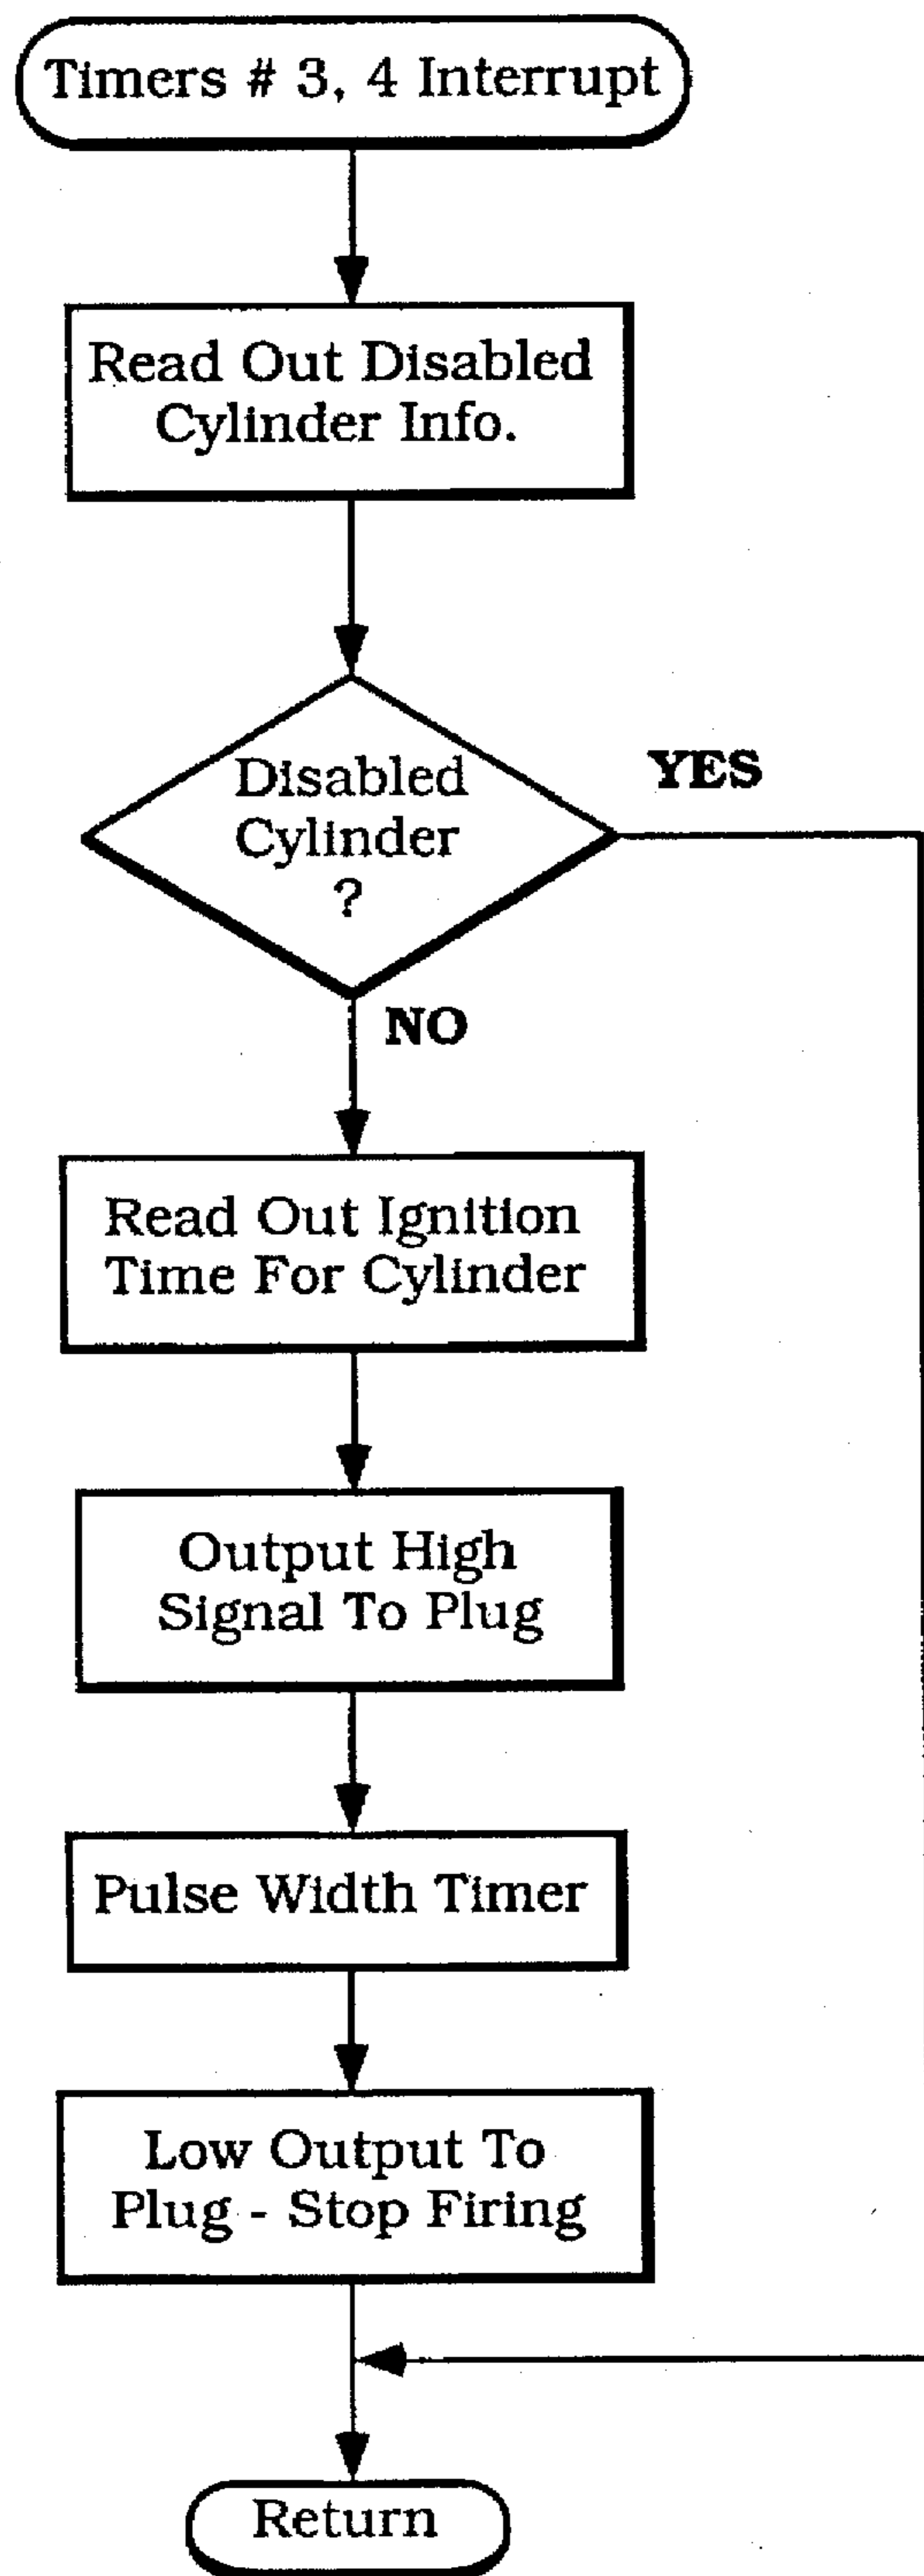 Timers # 3, 4 Interrupt
Read Out Disabled
Cylinder Info.
Disabled
Cylinder
?
YES
NO
Read Out Ignition
Time For Cylinder
Output High
Signal To Plug
Pulse Width Timer
Low Output To
Plug - Stop Firing
Return